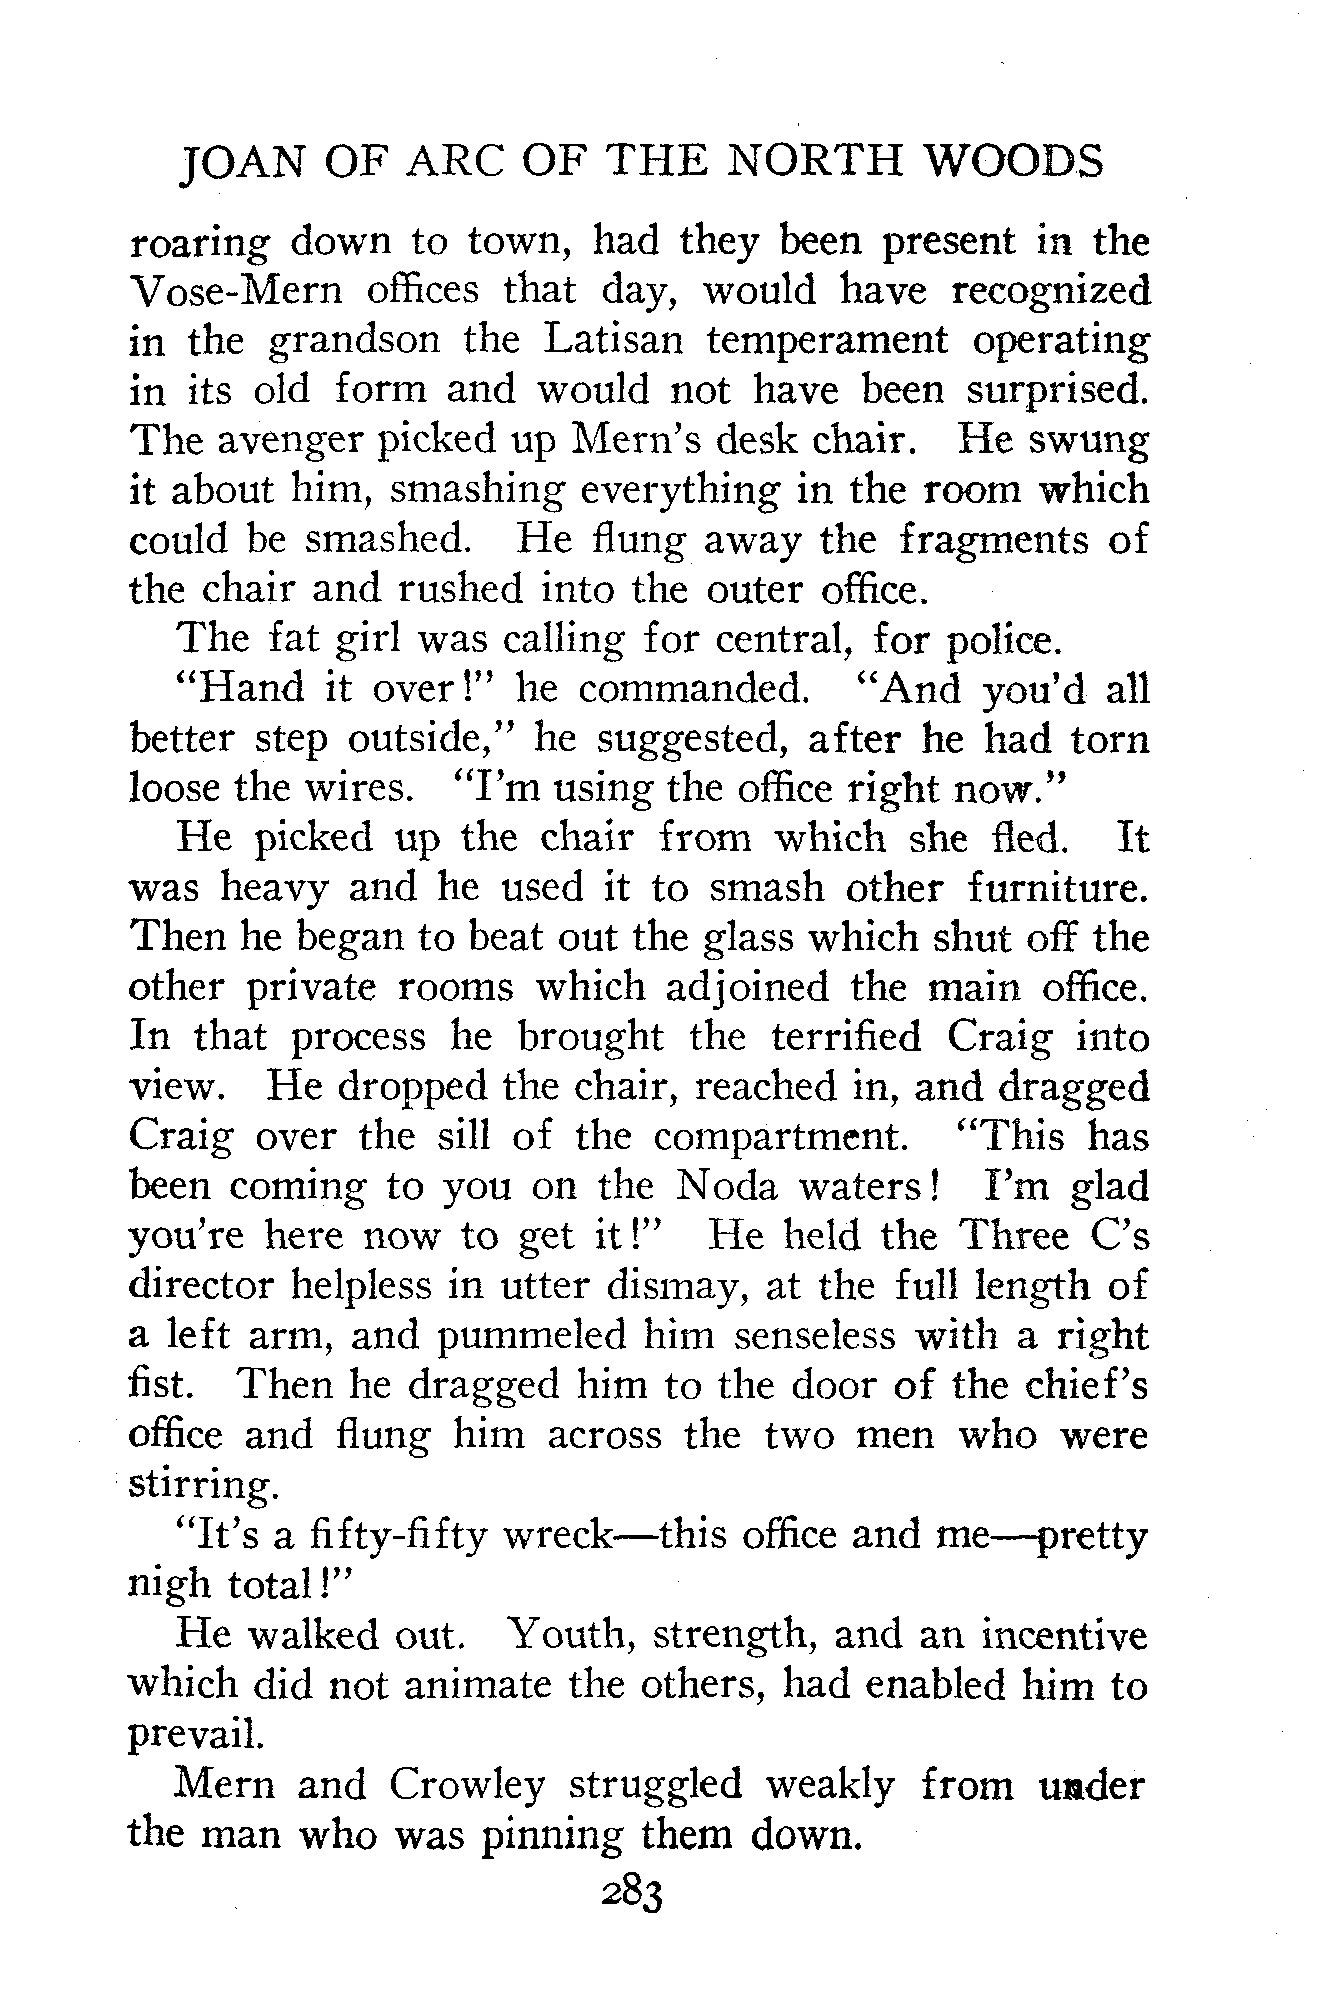 JOAN OF ARC OF THE NORTH WOODS
roaring down to town, had they been present in the
Vose-Mern offices that day, would have recognized
in the grandson the Latisan temperament operating
in its old form and would not have been surprised.
The avenger picked up Mern's desk chair. He swung
it about him, smashing everything in the room which
could be smashed. He flung away the fragments of
the chair and rushed into the outer office.
The fat girl was calling for central, for police.
"Hand it over!" he commanded. "And you'd all
better step outside," he suggested, after he had torn
loose the wires. "I'm using the office right now."
He picked up the chair from which she fled. It
was heavy and he used it to smash other furniture.
Then he began to beat out the glass which shut off the
other private rooms which adjoined the main office.
In that process he brought the terrified Craig into
view. He dropped the chair, reached in, and dragged
Craig over the sill of the compartment. "This has
been coming to you on the Noda waters! I'm glad
you're here now to get it!" He held the Three C's
director helpless in utter dismay, at the full length of
a left arm, and pummeled him senseless with a right
fist. Then he dragged him to the door of the chief's
office and flung him across the two men who were
stirring.
"It's a fifty-fifty wreck—this office and me—pretty
nigh total!"
He walked out. Youth, strength, and an incentive
which did not animate the others, had enabled him to
prevail.
Mern and Crowley struggled weakly from under
the man who was pinning them down.
283